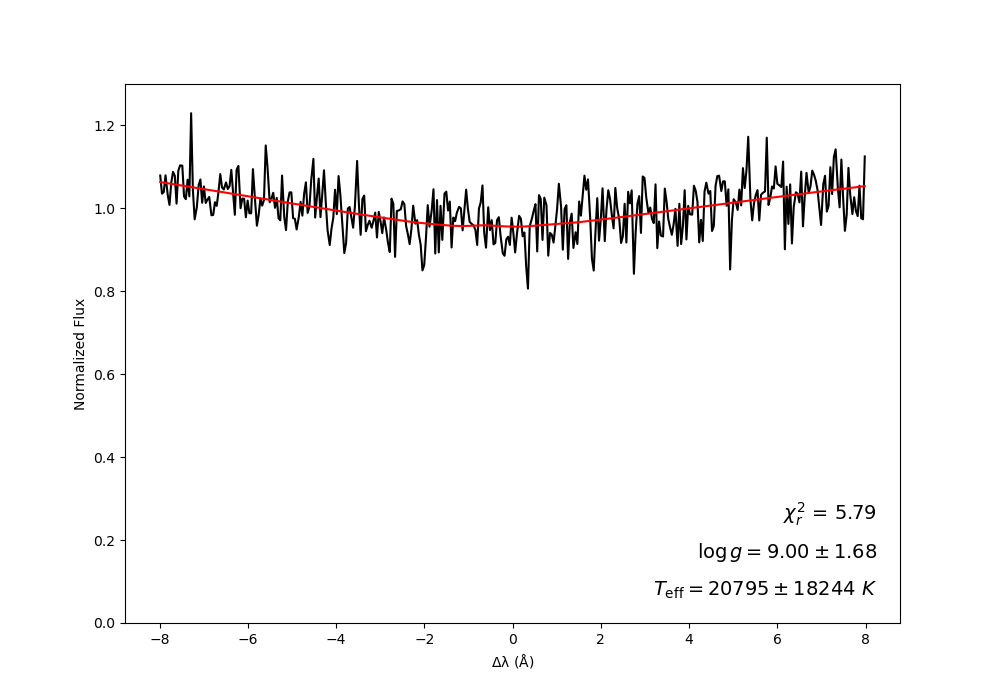 1.2
1.0
0.8
0.6
0.4
0.2
0.0
Normalized Flux
χ²ᵣ = 5.79
log g = 9.00 ± 1.68
T_eff = 20795 ± 18244 K
−8 −6 −4 −2 0 2 4 6 8
Δλ (Å)